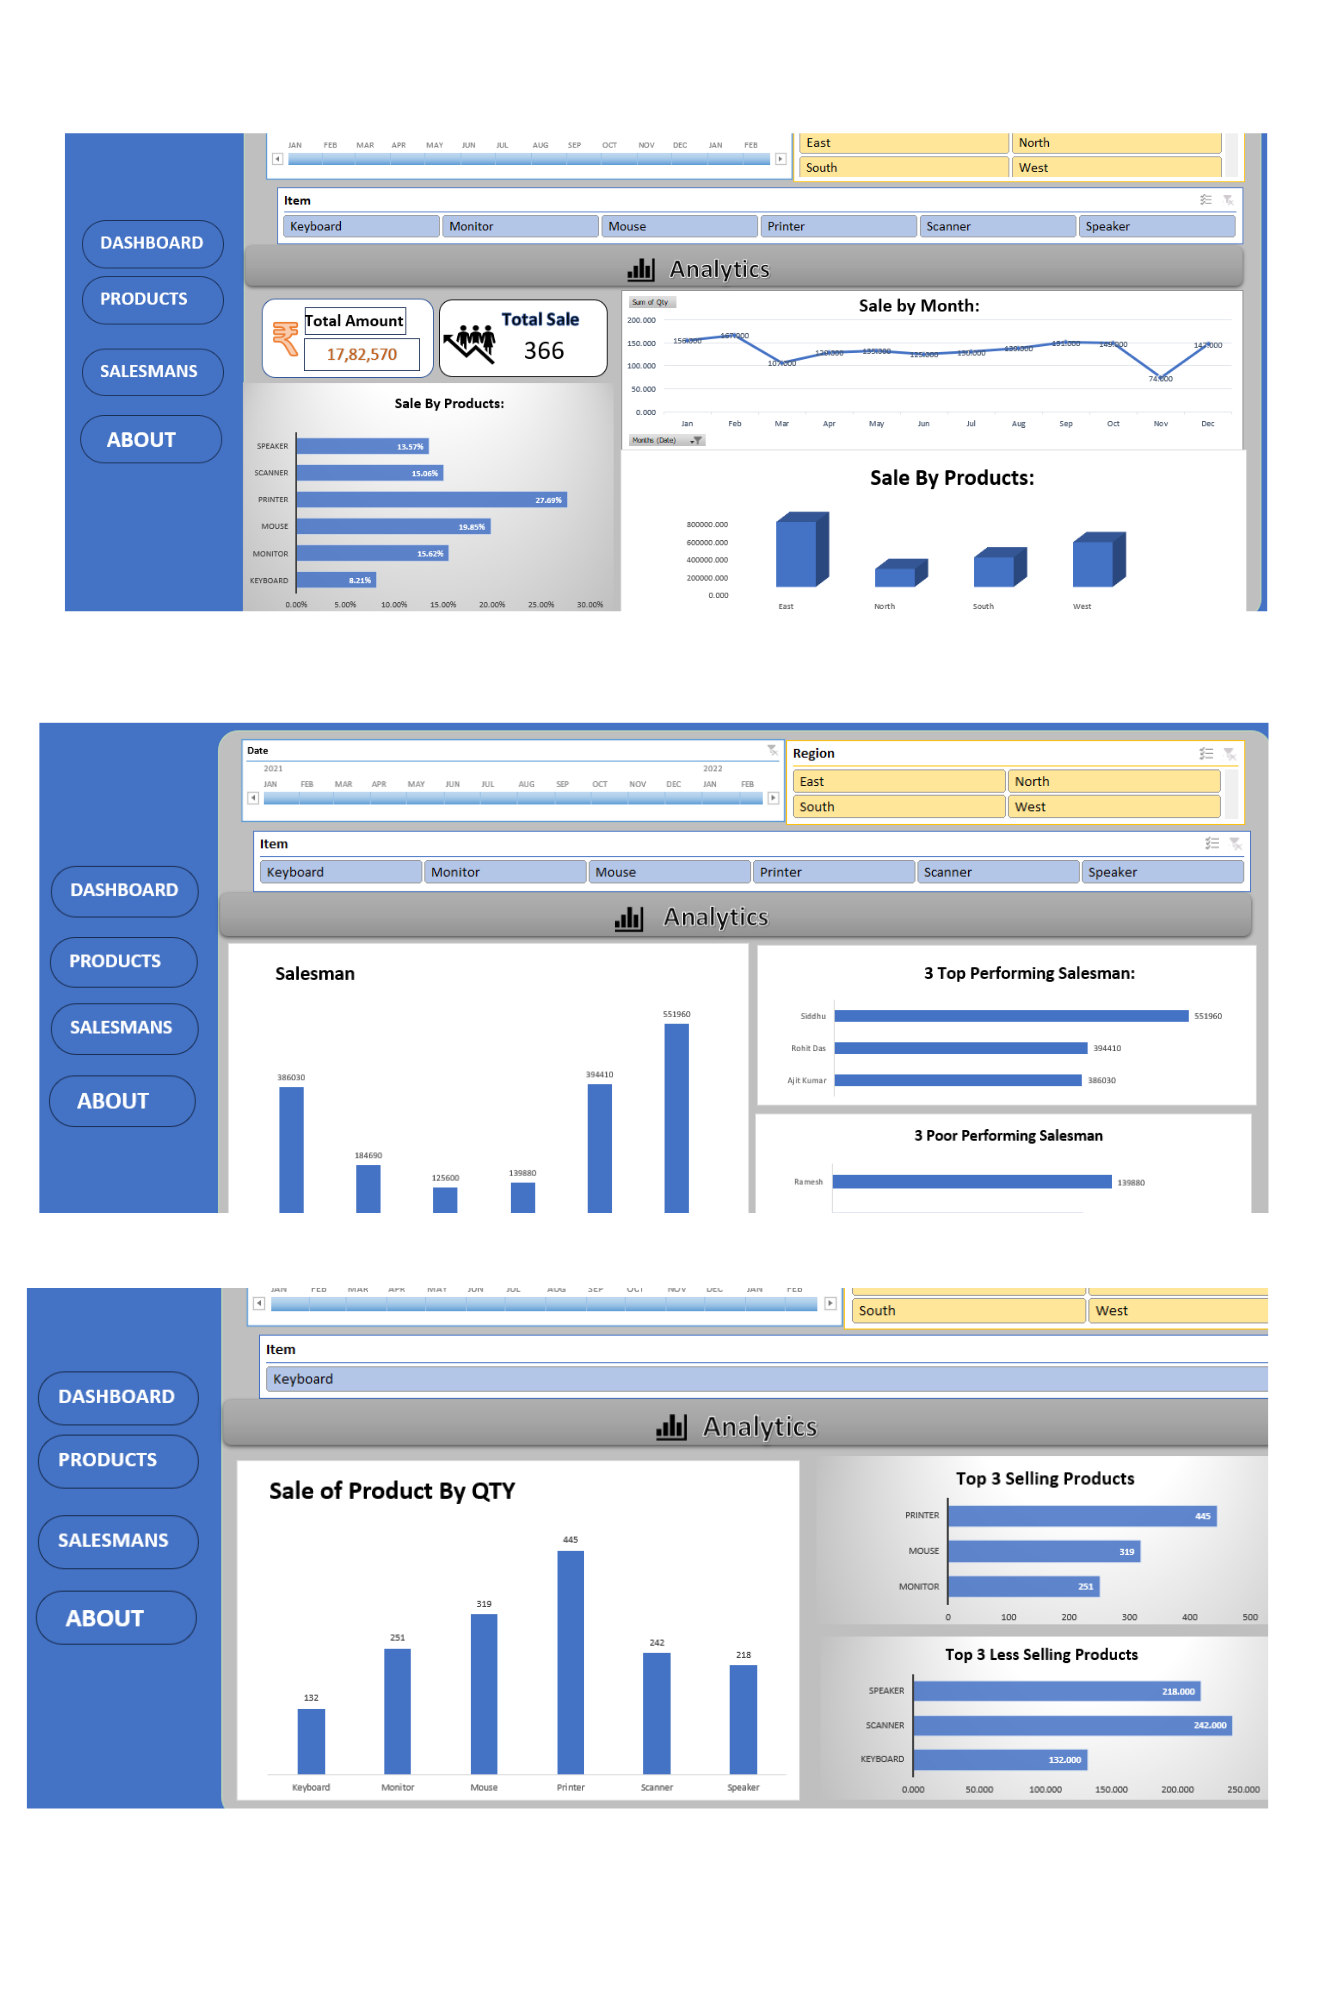 JAN FEB MAR APR MAY JUN JUL AUG SEP OCT NOV DEC JAN FEB
East North
South West
Item
Keyboard Monitor Mouse Printer Scanner Speaker
Analytics
DASHBOARD
PRODUCTS
SALESMANS
ABOUT
Total Amount
17,82,570
Total Sale
366
Sum of Qty
Sale by Month:
200.000
150.000
100.000
50.000
0.000
74.000
Jan Feb Mar Apr May Jun Jul Aug Sep Oct Nov Dec
Months (Date)
Sale By Products:
SPEAKER 13.57%
SCANNER 15.06%
PRINTER 27.69%
MOUSE 19.85%
MONITOR 15.62%
KEYBOARD 8.21%
0.00% 5.00% 10.00% 15.00% 20.00% 25.00% 30.00%
Sale By Products:
800000.000
600000.000
400000.000
200000.000
0.000
East North South West
Date
2021 2022
JAN FEB MAR APR MAY JUN JUL AUG SEP OCT NOV DEC JAN FEB
Region
East North
South West
Item
Keyboard Monitor Mouse Printer Scanner Speaker
Analytics
DASHBOARD
PRODUCTS
SALESMANS
ABOUT
Salesman
386030 184690 125600 139880 394410 551960
3 Top Performing Salesman:
Siddhu 551960
Rohit Das 394410
Ajit Kumar 386030
3 Poor Performing Salesman
Ramesh 139880
JAN FEB MAR APR MAY JUN JUL AUG SEP OCT NOV DEC JAN FEB
South West
Item
Keyboard
Analytics
DASHBOARD
PRODUCTS
SALESMANS
ABOUT
Sale of Product By QTY
132 251 319 445 242 218
Keyboard Monitor Mouse Printer Scanner Speaker
Top 3 Selling Products
PRINTER 445
MOUSE 319
MONITOR 251
0 100 200 300 400 500
Top 3 Less Selling Products
SPEAKER 218.000
SCANNER 242.000
KEYBOARD 132.000
0.000 50.000 100.000 150.000 200.000 250.000